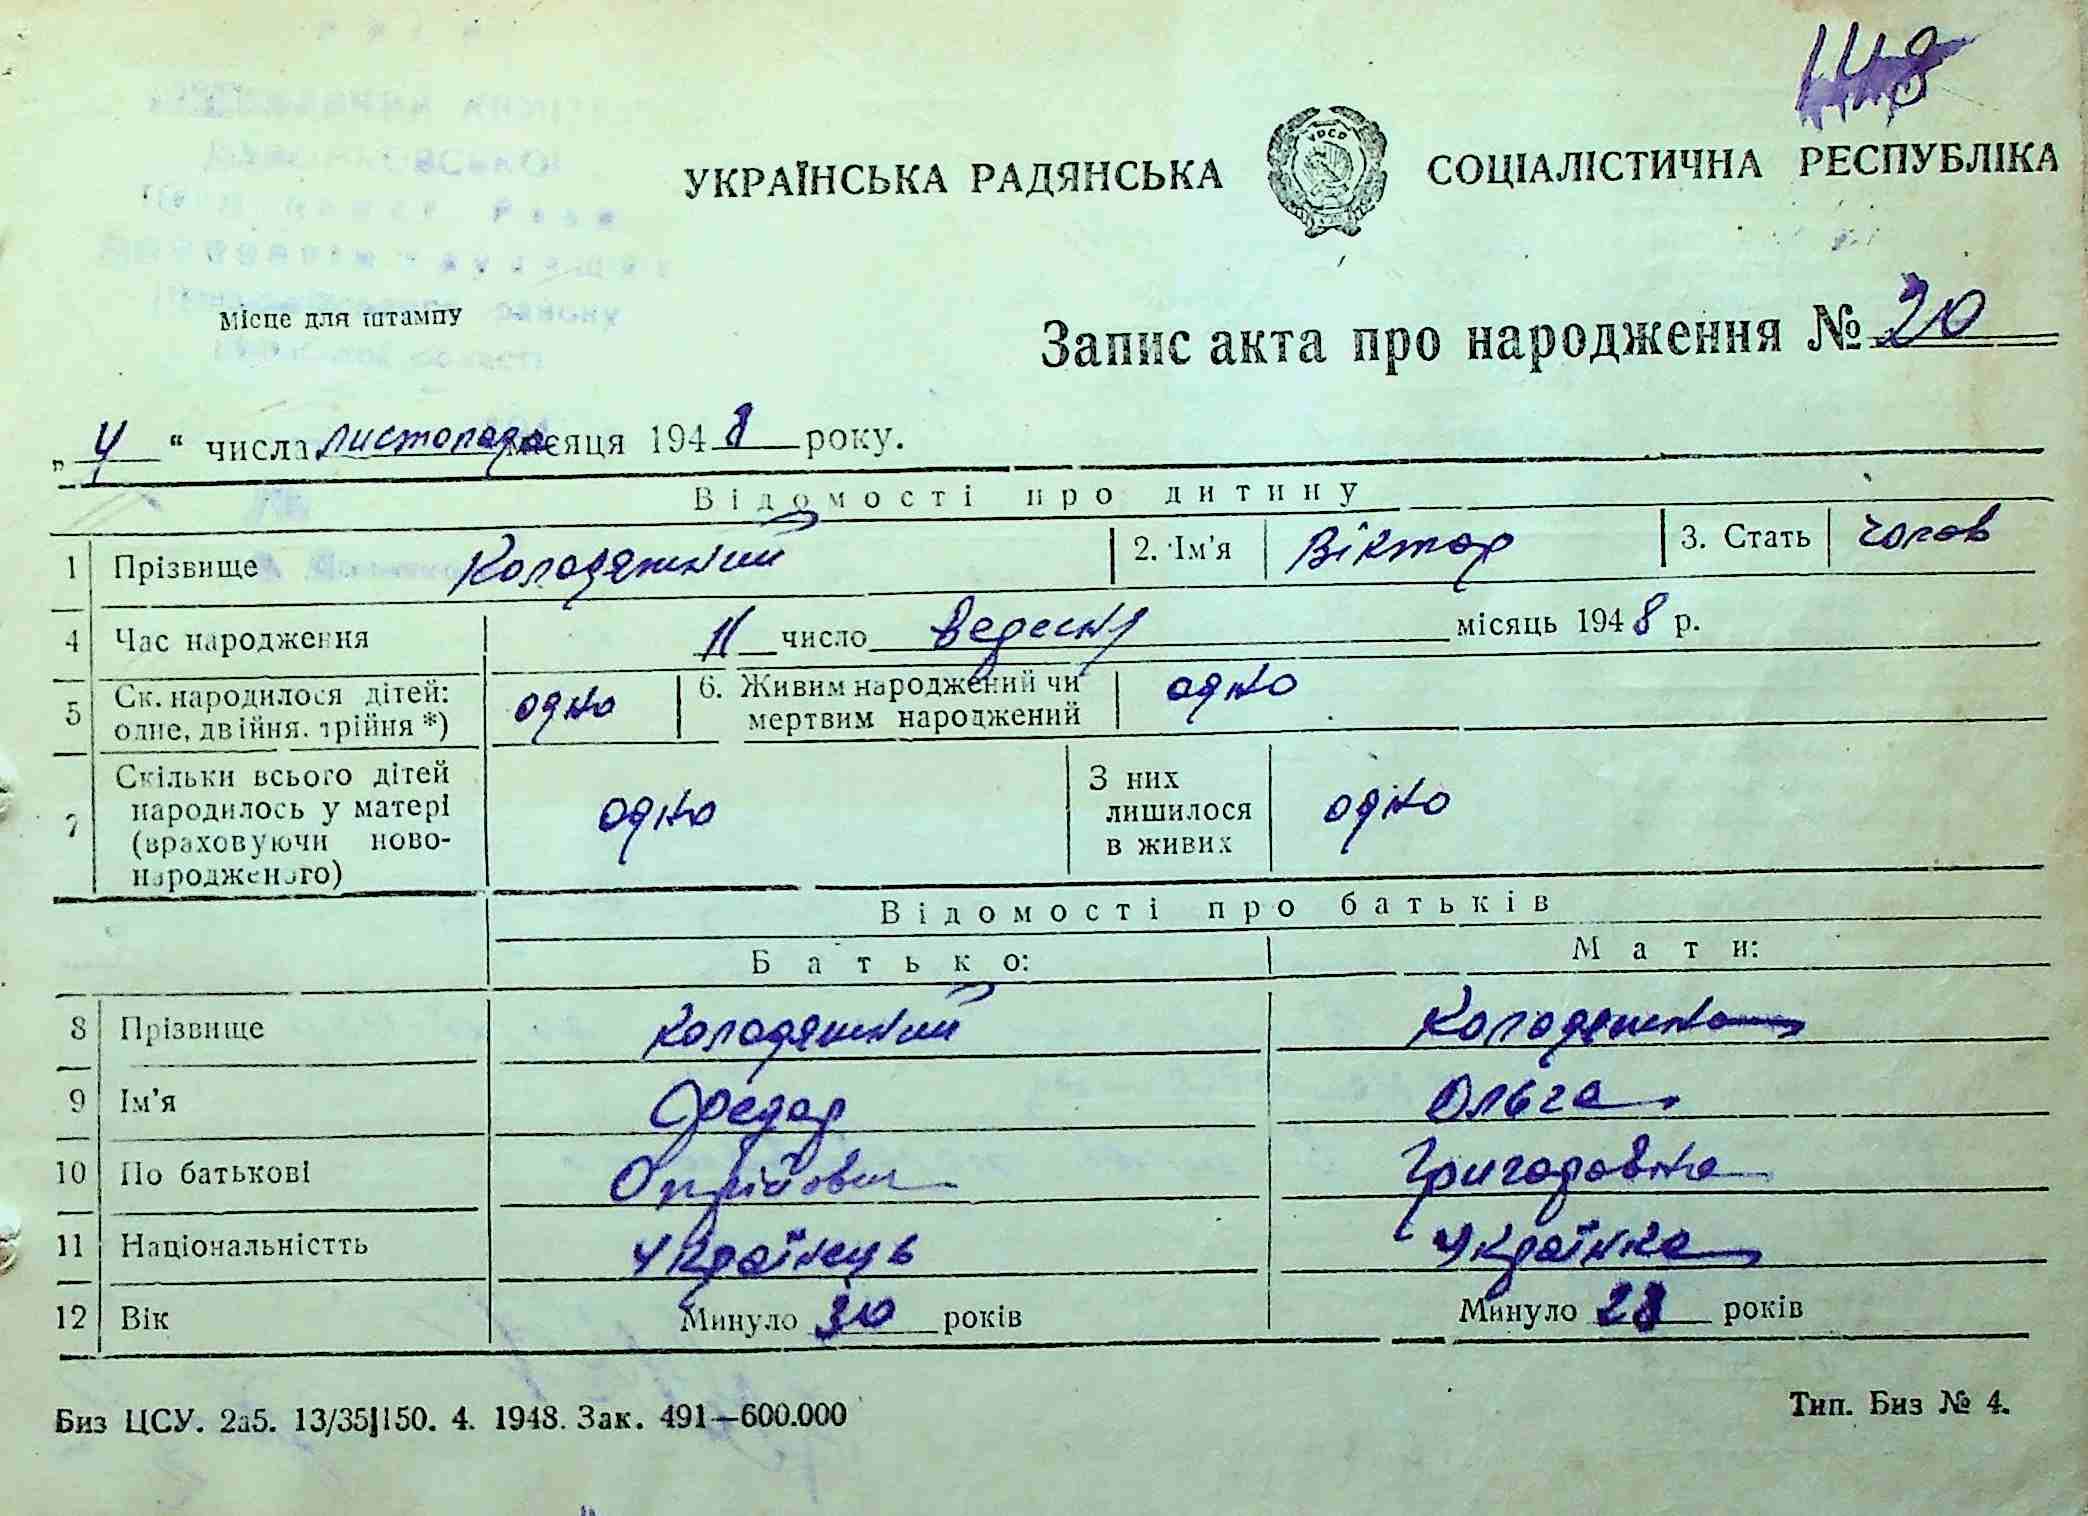 УКРАЇНСЬКА РАДЯНСЬКА СОЦІАЛІСТИЧНА РЕСПУБЛІКА
УРСР
Місце для штампу
Запис акта про народження № 20
„ 4 “ числа листопада місяця 1948 року.
Відомості про дитину
1 Прізвище Колодяжний 2. Ім'я Віктор 3. Стать чолов
4 Час народження 11 число вересня місяць 1948 р.
5 Ск. народилося дітей: одне, двійня, трійня *) одно 6. Живим народжений чи мертвим народжений одно
7 Скільки всього дітей народилось у матері (враховуючи ново-народженого) одно З них лишилося в живих одно
Відомості про батьків
Батько: Мати:
8 Прізвище Колодяжний Колодяжна
9 Ім'я Федор Ольга
10 По батькові Григоровна
11 Національністть Українець Українка
12 Вік Минуло 30 років Минуло 28 років
Биз ЦСУ. 2а5. 13/35|150. 4. 1948. Зак. 491—600.000 Тип. Биз № 4.